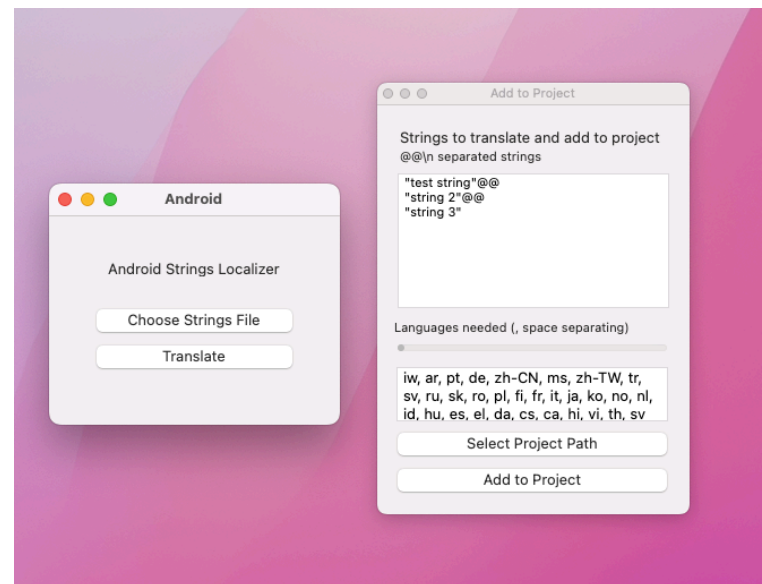 Android
Android Strings Localizer
Choose Strings File
Translate
Add to Project
Strings to translate and add to project
@@\n separated strings
"test string"@@
"string 2"@@
"string 3"
Languages needed (, space separating)
iw, ar, pt, de, zh-CN, ms, zh-TW, tr,
sv, ru, sk, ro, pl, fi, fr, it, ja, ko, no, nl,
id, hu, es, el, da, cs, ca, hi, vi, th, sv
Select Project Path
Add to Project